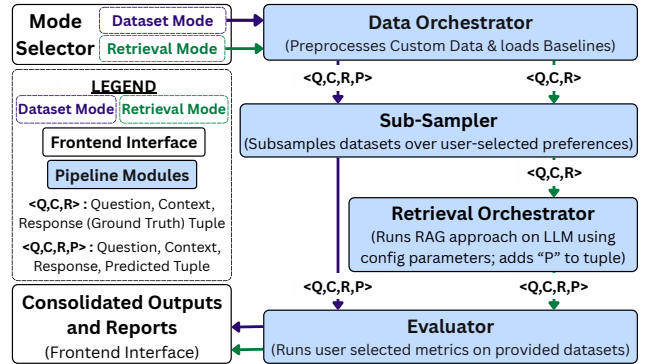 Mode
Selector
Dataset Mode
Retrieval Mode
Data Orchestrator
(Preprocesses Custom Data & loads Baselines)
<Q,C,R,P>
<Q,C,R>
LEGEND
Dataset Mode
Retrieval Mode
Frontend Interface
Pipeline Modules
<Q,C,R> : Question, Context,
Response (Ground Truth) Tuple
<Q,C,R,P> : Question, Context,
Response, Predicted Tuple
Sub-Sampler
(Subsamples datasets over user-selected preferences)
<Q,C,R>
Retrieval Orchestrator
(Runs RAG approach on LLM using
config parameters; adds “P” to tuple)
<Q,C,R,P>
<Q,C,R,P>
Consolidated Outputs
and Reports
(Frontend Interface)
Evaluator
(Runs user selected metrics on provided datasets)